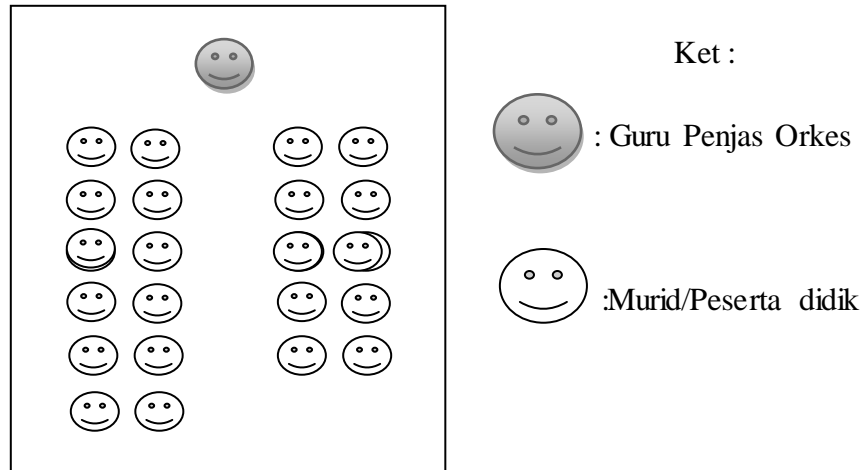 Ket :
: Guru Penjas Orkes
:Murid/Peserta didik